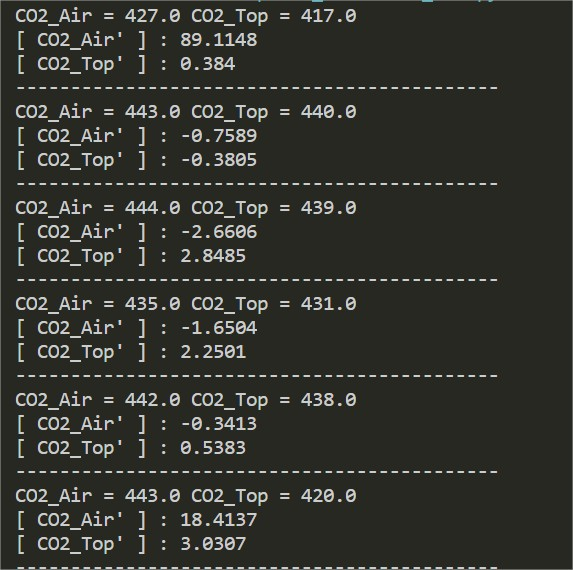 CO2_Air = 427.0 CO2_Top = 417.0
[ CO2_Air' ] : 89.1148
[ CO2_Top' ] : 0.384
--------------------------------------------
CO2_Air = 443.0 CO2_Top = 440.0
[ CO2_Air' ] : -0.7589
[ CO2_Top' ] : -0.3805
--------------------------------------------
CO2_Air = 444.0 CO2_Top = 439.0
[ CO2_Air' ] : -2.6606
[ CO2_Top' ] : 2.8485
--------------------------------------------
CO2_Air = 435.0 CO2_Top = 431.0
[ CO2_Air' ] : -1.6504
[ CO2_Top' ] : 2.2501
--------------------------------------------
CO2_Air = 442.0 CO2_Top = 438.0
[ CO2_Air' ] : -0.3413
[ CO2_Top' ] : 0.5383
--------------------------------------------
CO2_Air = 443.0 CO2_Top = 420.0
[ CO2_Air' ] : 18.4137
[ CO2_Top' ] : 3.0307
--------------------------------------------